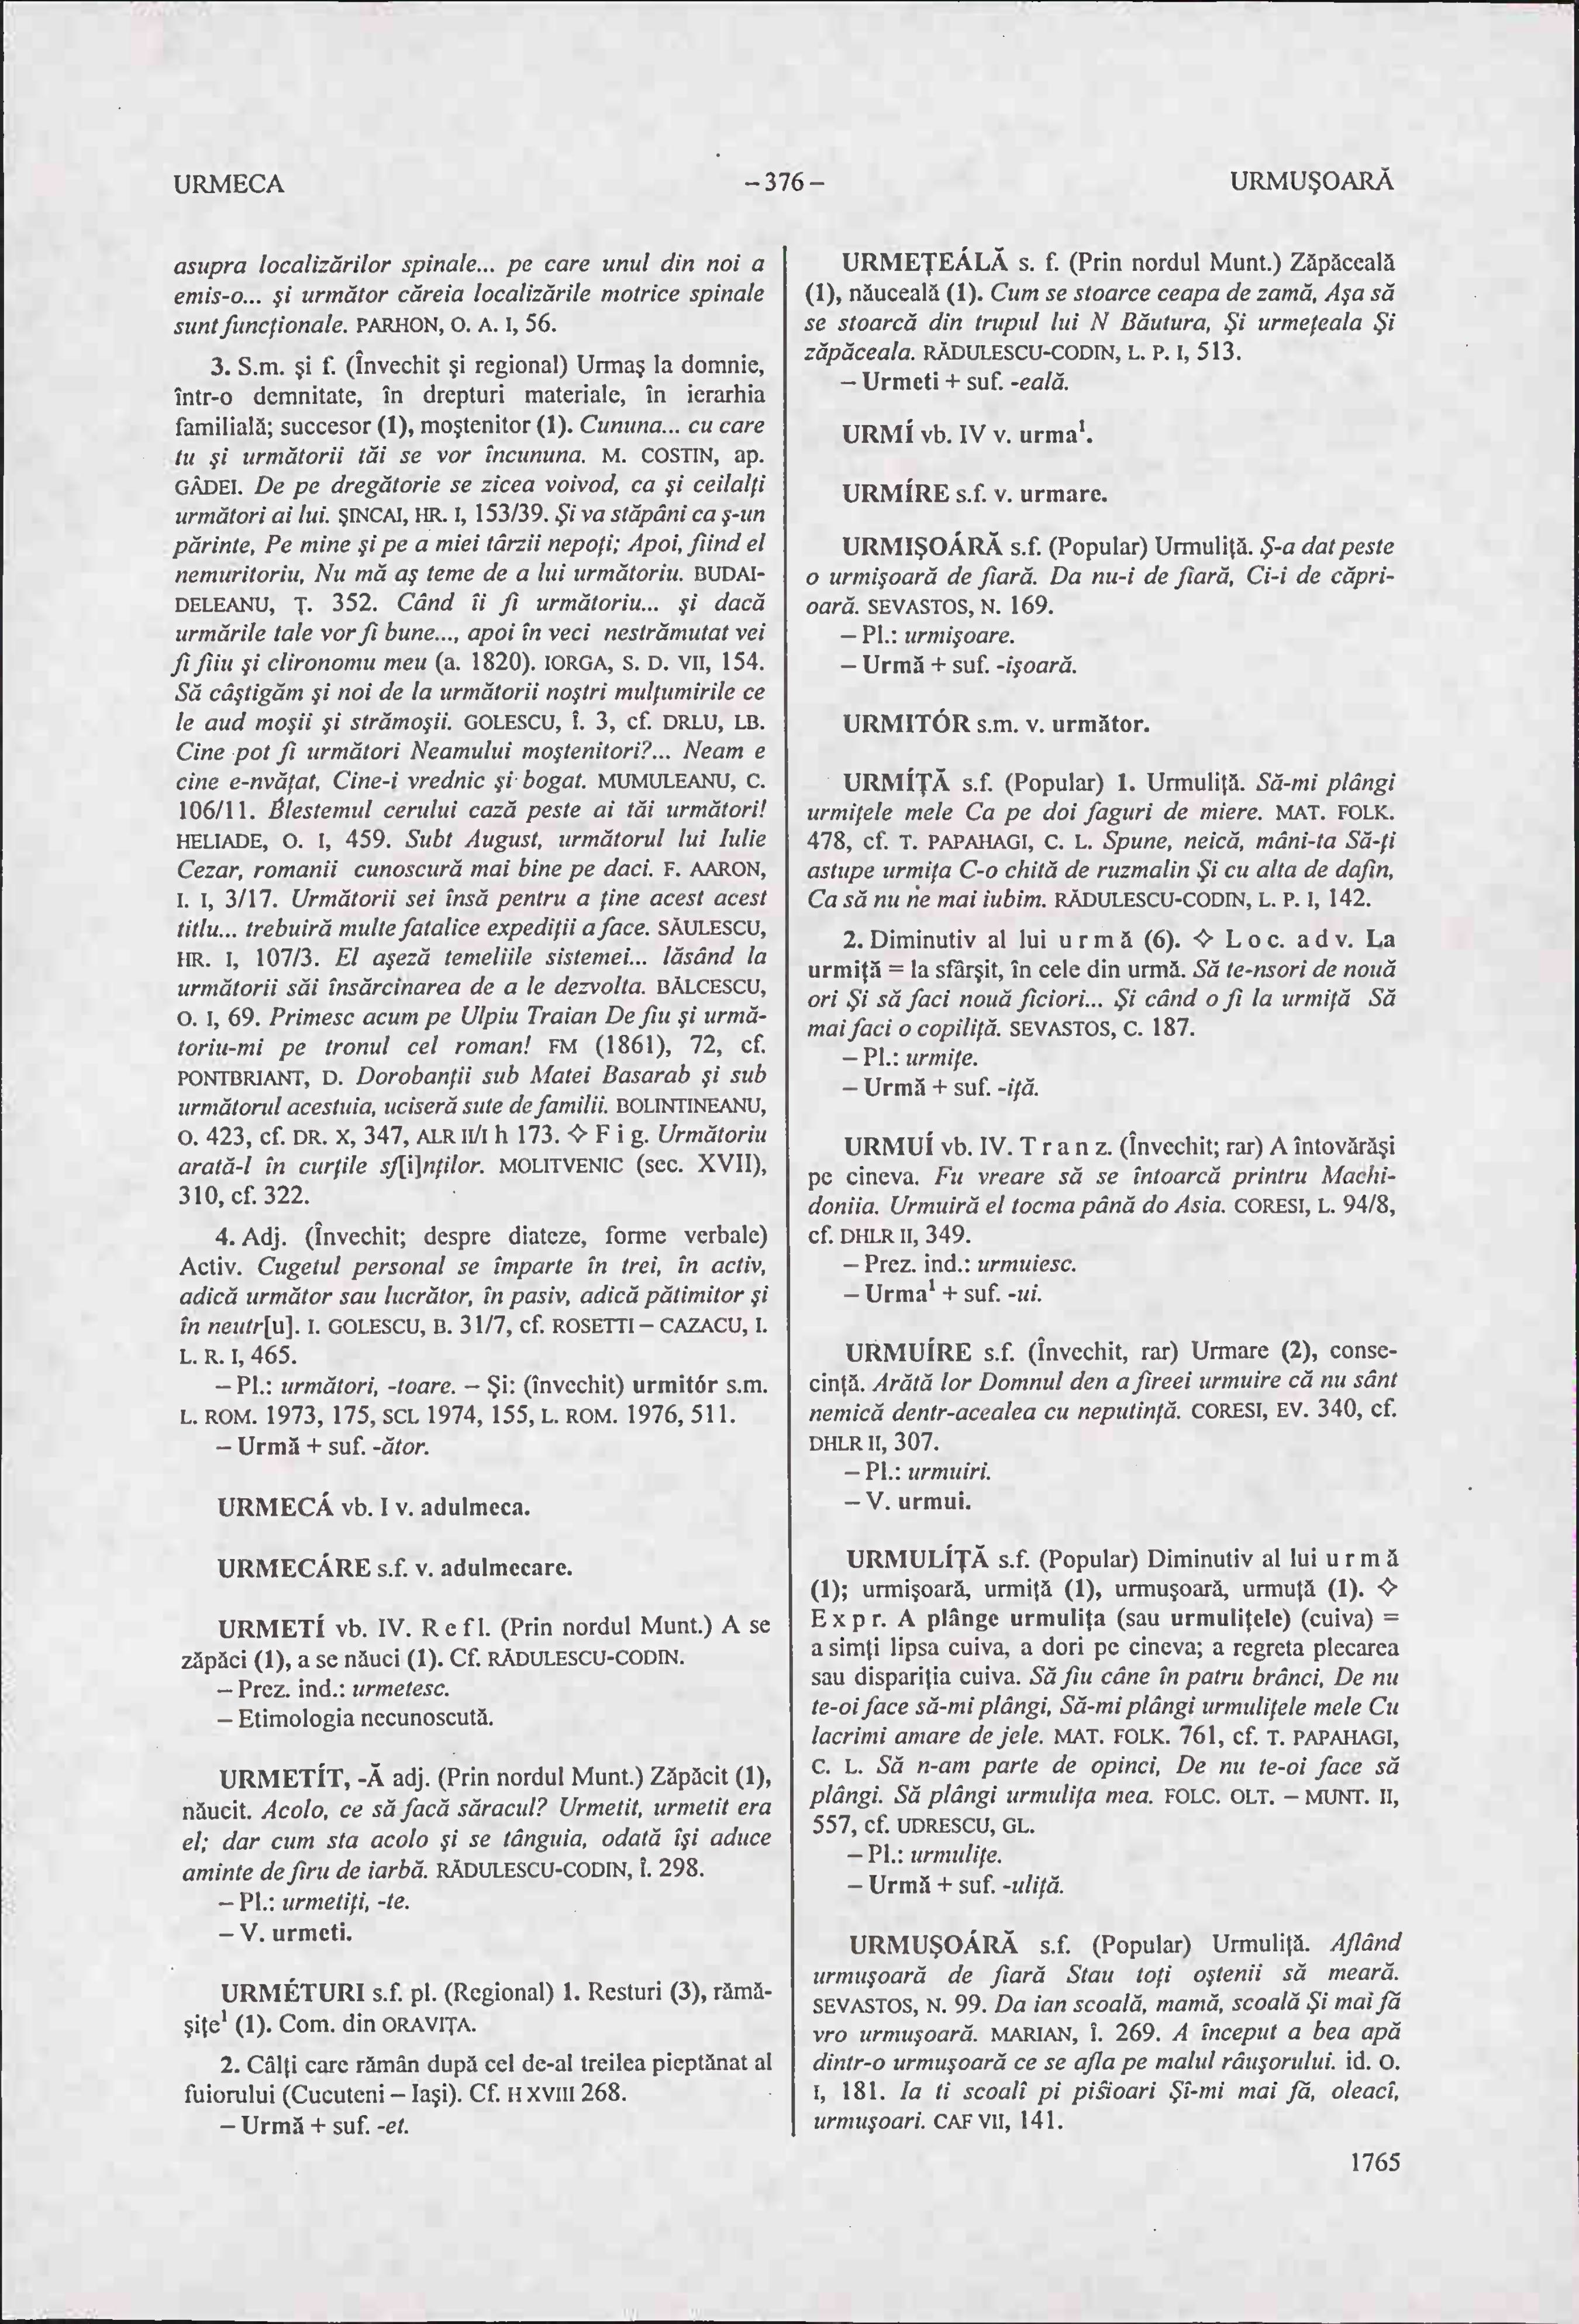 URMECA
–376–
URMUŞOARĂ
asupra localizărilor spinale... pe care unul din noi a
emis-o... şi următor căreia localizările motrice spinale
sunt funcţionale. PARHON, O. A. I, 56.
3. S.m. şi f. (Învechit şi regional) Urmaş la domnie,
într-o demnitate, în drepturi materiale, în ierarhia
familială; succesor (1), moştenitor (1). Cununa... cu care
tu şi următorii tăi se vor încununa. M. COSTIN, ap.
GÂDEI. De pe dregătorie se zicea voivod, ca şi ceilalţi
următori ai lui. ŞINCAI, HR. I, 153/39. Şi va stăpâni ca ş-un
părinte, Pe mine şi pe a miei târzii nepoţi; Apoi, fiind el
nemuritoriu, Nu mă aş teme de a lui următoriu. BUDAI-
DELEANU, Ţ. 352. Când îi fi următoriu... şi dacă
urmările tale vor fi bune..., apoi în veci nestrămutat vei
fi fiiu şi clironomu meu (a. 1820). IORGA, S. D. VII, 154.
Să câştigăm şi noi de la următorii noştri mulţumirile ce
le aud moşii şi strămoşii. GOLESCU, Î. 3, cf. DRLU, LB.
Cine pot fi următori Neamului moştenitori?... Neam e
cine e-nvăţat, Cine-i vrednic şi bogat. MUMULEANU, C.
106/11. Blestemul cerului cază peste ai tăi următori!
HELIADE, O. I, 459. Subt August, următorul lui Iulie
Cezar, romanii cunoscură mai bine pe daci. F. AARON,
I. I, 3/17. Următorii sei însă pentru a ţine acest acest
titlu... trebuiră multe fatalice expediţii a face. SĂULESCU,
HR. I, 107/3. El aşeză temeliile sistemei... lăsând la
următorii săi însărcinarea de a le dezvolta. BĂLCESCU,
O. I, 69. Primesc acum pe Ulpiu Traian De fiu şi urmă-
toriu-mi pe tronul cel roman! FM (1861), 72, cf.
PONTBRIANT, D. Dorobanţii sub Matei Basarab şi sub
următorul acestuia, uciseră sute de familii. BOLINTINEANU,
O. 423, cf. DR. X, 347, ALR II/I h 173. ◇ F i g. Următoriu
arată-l în curţile sf[i]nţilor. MOLITVENIC (sec. XVII),
310, cf. 322.
4. Adj. (Învechit; despre diateze, forme verbale)
Activ. Cugetul personal se împarte în trei, în activ,
adică următor sau lucrător, în pasiv, adică pătimitor şi
în neutr[u]. I. GOLESCU, B. 31/7, cf. ROSETTI – CAZACU, I.
L. R. I, 465.
– Pl.: următori, -toare. – Şi: (învechit) urmitór s.m.
L. ROM. 1973, 175, SCL 1974, 155, L. ROM. 1976, 511.
– Urmă + suf. -ător.
URMECÁ vb. I v. adulmeca.
URMECÁRE s.f. v. adulmecare.
URMETÍ vb. IV. R e f l. (Prin nordul Munt.) A se
zăpăci (1), a se năuci (1). Cf. RĂDULESCU-CODIN.
– Prez. ind.: urmetesc.
– Etimologia necunoscută.
URMETÍT, -Ă adj. (Prin nordul Munt.) Zăpăcit (1),
năucit. Acolo, ce să facă săracul? Urmetit, urmetit era
el; dar cum sta acolo şi se tânguia, odată îşi aduce
aminte de firu de iarbă. RĂDULESCU-CODIN, Î. 298.
– Pl.: urmetiţi, -te.
– V. urmeti.
URMÉTURI s.f. pl. (Regional) 1. Resturi (3), rămă-
şiţe¹ (1). Com. din ORAVIŢA.
2. Câlţi care rămân după cel de-al treilea pieptănat al
fuiorului (Cucuteni – Iaşi). Cf. H XVIII 268.
– Urmă + suf. -et.
URMEŢEÁLĂ s. f. (Prin nordul Munt.) Zăpăceală
(1), năuceală (1). Cum se stoarce ceapa de zamă, Aşa să
se stoarcă din trupul lui N Băutura, Şi urmeţeala Şi
zăpăceala. RĂDULESCU-CODIN, L. P. I, 513.
– Urmeti + suf. -eală.
URMÍ vb. IV v. urma¹.
URMÍRE s.f. v. urmare.
URMIŞOÁRĂ s.f. (Popular) Urmuliţă. Ş-a dat peste
o urmişoară de fiară. Da nu-i de fiară, Ci-i de căpri-
oară. SEVASTOS, N. 169.
– Pl.: urmişoare.
– Urmă + suf. -işoară.
URMITÓR s.m. v. următor.
URMÍŢĂ s.f. (Popular) 1. Urmuliţă. Să-mi plângi
urmiţele mele Ca pe doi faguri de miere. MAT. FOLK.
478, cf. T. PAPAHAGI, C. L. Spune, neică, mâni-ta Să-ţi
astupe urmiţa C-o chită de ruzmalin Şi cu alta de dafin,
Ca să nu ne mai iubim. RĂDULESCU-CODIN, L. P. I, 142.
2. Diminutiv al lui u r m ă (6). ◇ L o c. a d v. La
urmiţă = la sfârşit, în cele din urmă. Să te-nsori de nouă
ori Şi să faci nouă ficiori... Şi când o fi la urmiţă Să
mai faci o copiliţă. SEVASTOS, C. 187.
– Pl.: urmiţe.
– Urmă + suf. -iţă.
URMUÍ vb. IV. T r a n z. (Învechit; rar) A întovărăşi
pe cineva. Fu vreare să se întoarcă printru Machi-
doniia. Urmuiră el tocma până do Asia. CORESI, L. 94/8,
cf. DHLR II, 349.
– Prez. ind.: urmuiesc.
– Urma¹ + suf. -ui.
URMUÍRE s.f. (Învechit, rar) Urmare (2), conse-
cinţă. Arătă lor Domnul den a fireei urmuire că nu sânt
nemică dentr-acealea cu neputinţă. CORESI, EV. 340, cf.
DHLR II, 307.
– Pl.: urmuiri.
– V. urmui.
URMULÍŢĂ s.f. (Popular) Diminutiv al lui u r m ă
(1); urmişoară, urmiţă (1), urmuşoară, urmuţă (1). ◇
E x p r. A plânge urmuliţa (sau urmuliţele) (cuiva) =
a simţi lipsa cuiva, a dori pe cineva; a regreta plecarea
sau dispariţia cuiva. Să fiu câne în patru brânci, De nu
te-oi face să-mi plângi, Să-mi plângi urmuliţele mele Cu
lacrimi amare de jele. MAT. FOLK. 761, cf. T. PAPAHAGI,
C. L. Să n-am parte de opinci, De nu te-oi face să
plângi. Să plângi urmuliţa mea. FOLC. OLT. – MUNT. II,
557, cf. UDRESCU, GL.
– Pl.: urmuliţe.
– Urmă + suf. -uliţă.
URMUŞOÁRĂ s.f. (Popular) Urmuliţă. Aflând
urmuşoară de fiară Stau toţi oştenii să meară.
SEVASTOS, N. 99. Da ian scoală, mamă, scoală Şi mai fă
vro urmuşoară. MARIAN, Î. 269. A început a bea apă
dintr-o urmuşoară ce se afla pe malul râuşorului. id. O.
I, 181. Ia ti scoalî pi piśioari Şî-mi mai fă, oleacî,
urmuşoari. CAF VII, 141.
1765